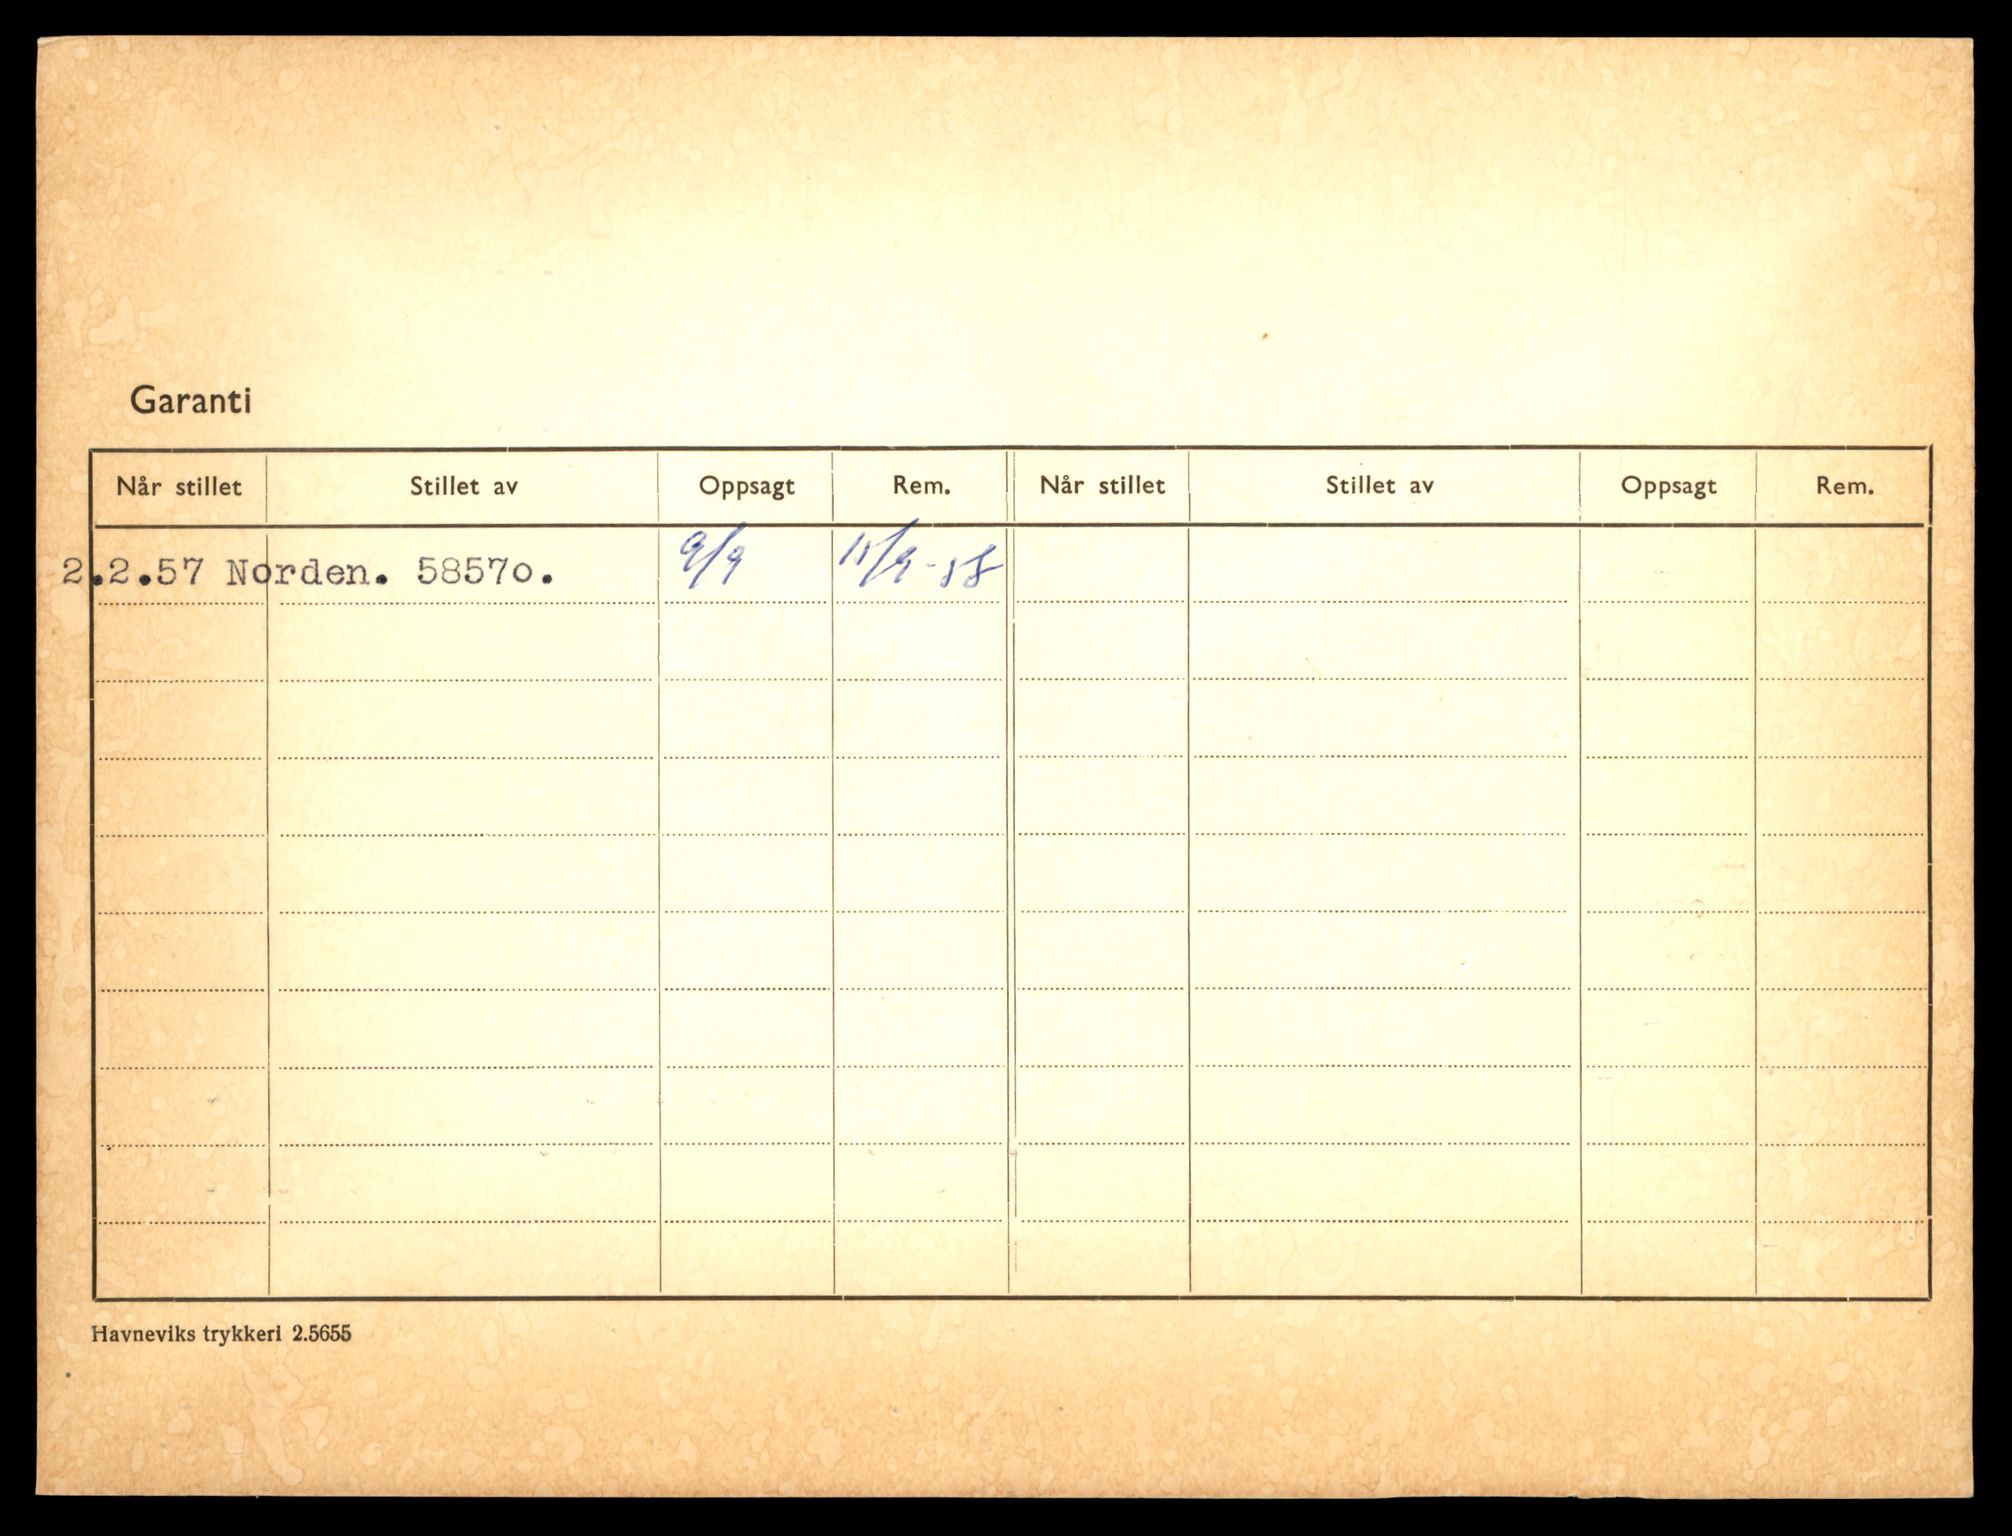 Garanti
Når stillet Stillet av Oppsagt Rem. Når stillet Stillet av Oppsagt Rem.
2.2.57 Norden. 58570. 9/9 15/9-58
Havneviks trykkeri 2.5655